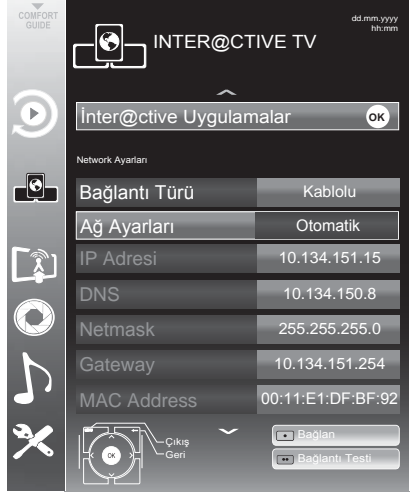 COMFORT
GUIDE
INTER@CTIVE TV
dd.mm.yyyy
hh:mm
İnter@ctive Uygulamalar OK
Network Ayarları
Bağlantı Türü Kablolu
Ağ Ayarları Otomatik
IP Adresi 10.134.151.15
DNS 10.134.150.8
Netmask 255.255.255.0
Gateway 10.134.151.254
MAC Address 00:11:E1:DF:BF:92
Çıkış
Geri
OK
Bağlan
Bağlantı Testi